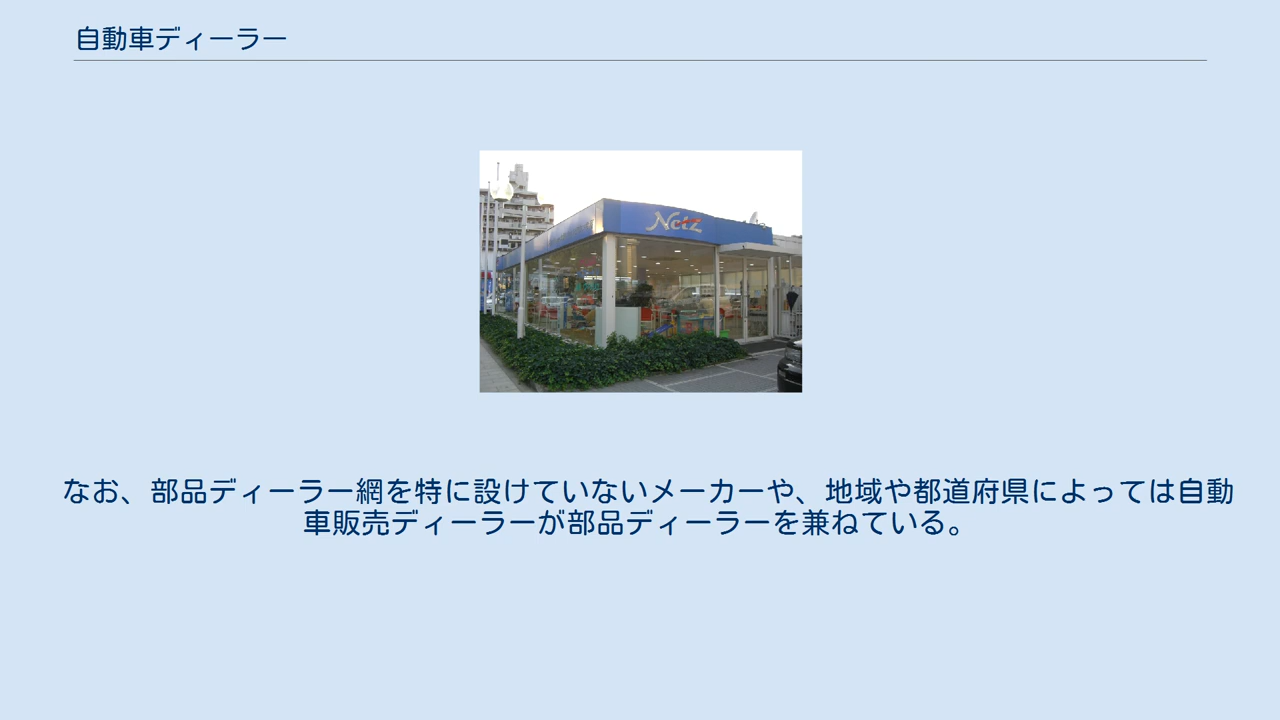 自動車ディーラー
Netz
なお、部品ディーラー網を特に設けていないメーカーや、地域や都道府県によっては自動
車販売ディーラーが部品ディーラーを兼ねている。